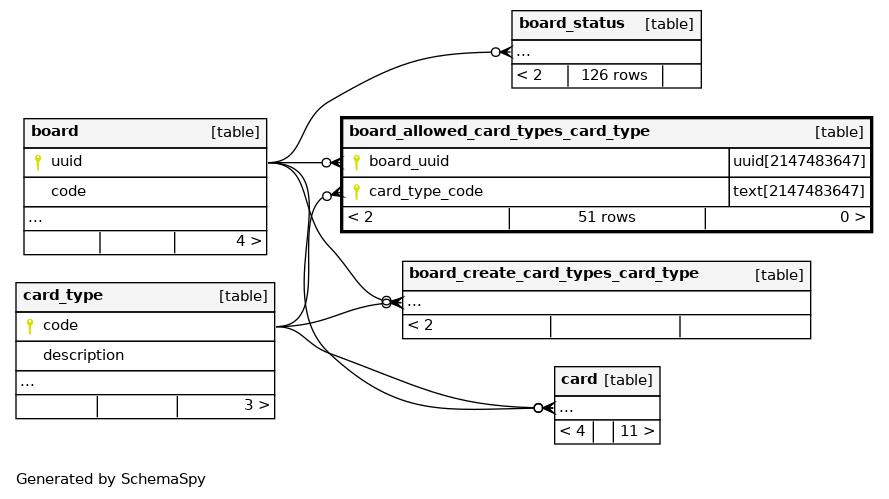 board_status [table]
...
< 2 126 rows
board [table]
uuid
code
...
4 >
board_allowed_card_types_card_type [table]
board_uuid uuid[2147483647]
card_type_code text[2147483647]
< 2 51 rows 0 >
board_create_card_types_card_type [table]
...
< 2
card_type [table]
code
description
...
3 >
card [table]
...
< 4 11 >
Generated by SchemaSpy